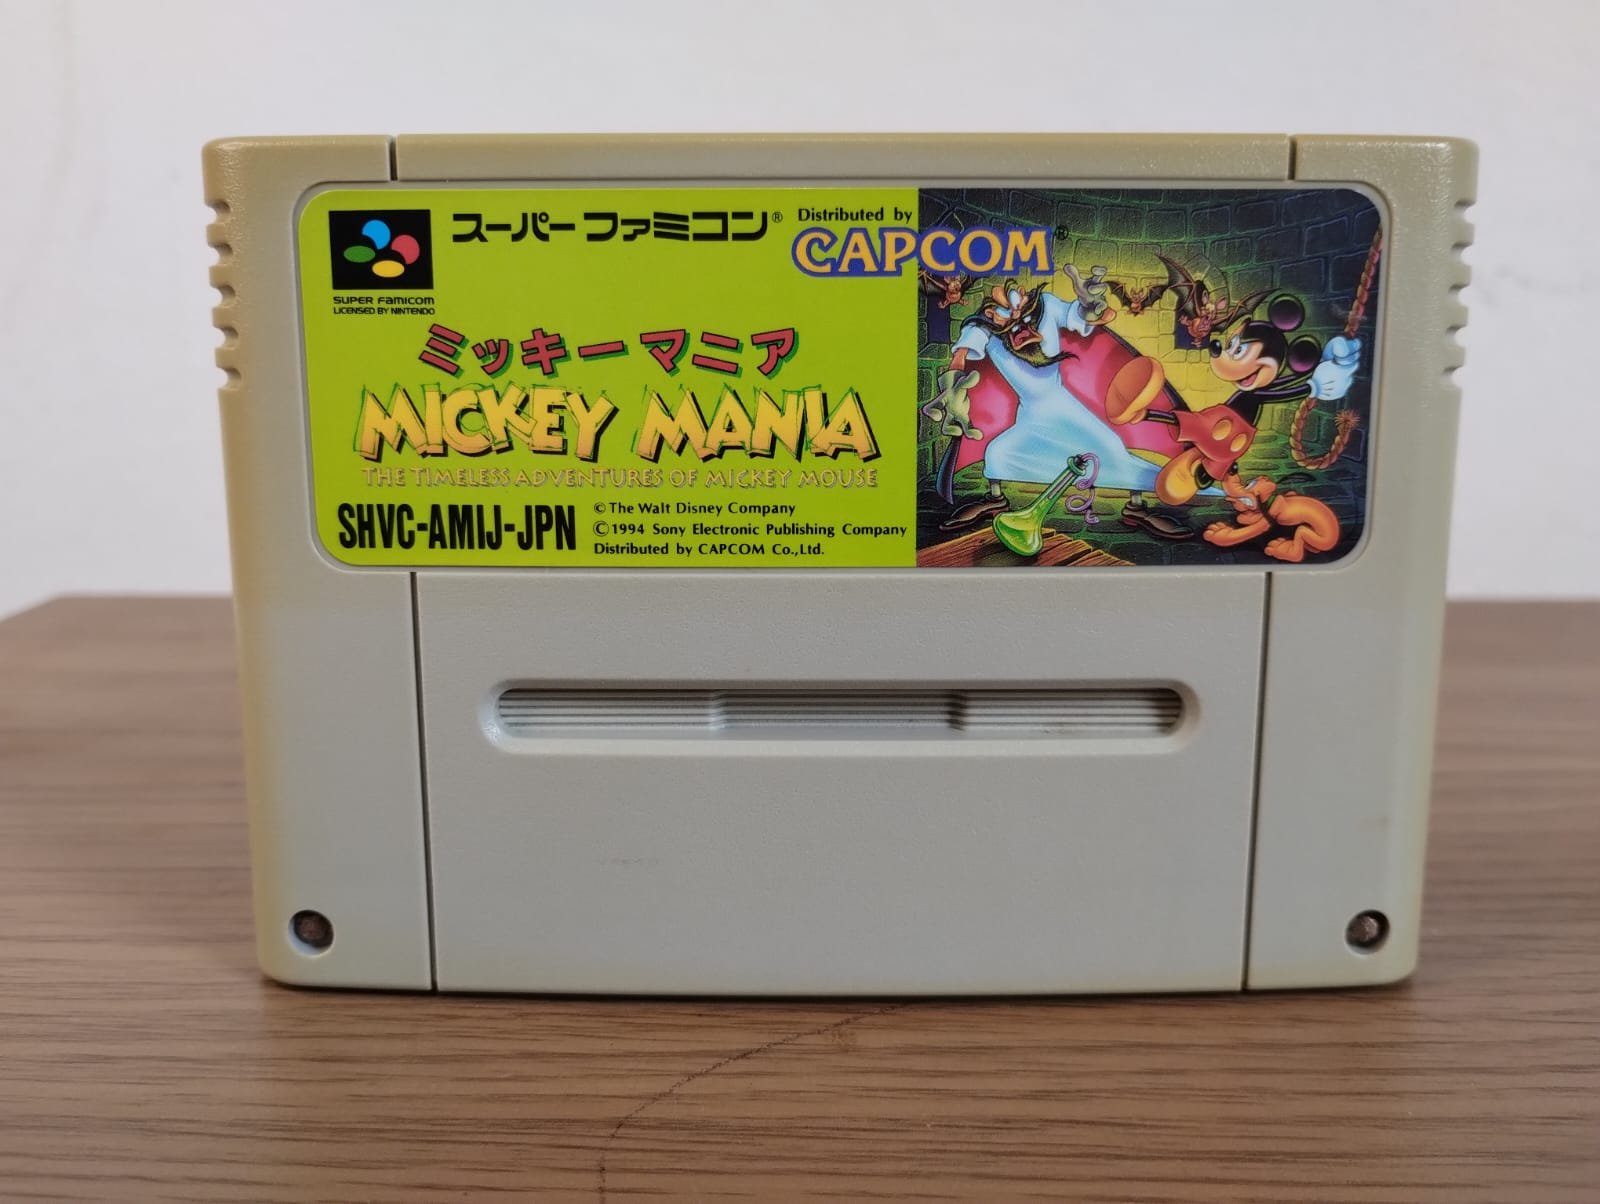 スーパーファミコン®
Distributed by
CAPCOM®
SUPER FAMICOM
LICENSED BY NINTENDO
ミッキーマニア
MICKEY MANIA
THE TIMELESS ADVENTURES OF MICKEY MOUSE
SHVC-AMIJ-JPN
© The Walt Disney Company
© 1994 Sony Electronic Publishing Company
Distributed by CAPCOM Co.,Ltd.